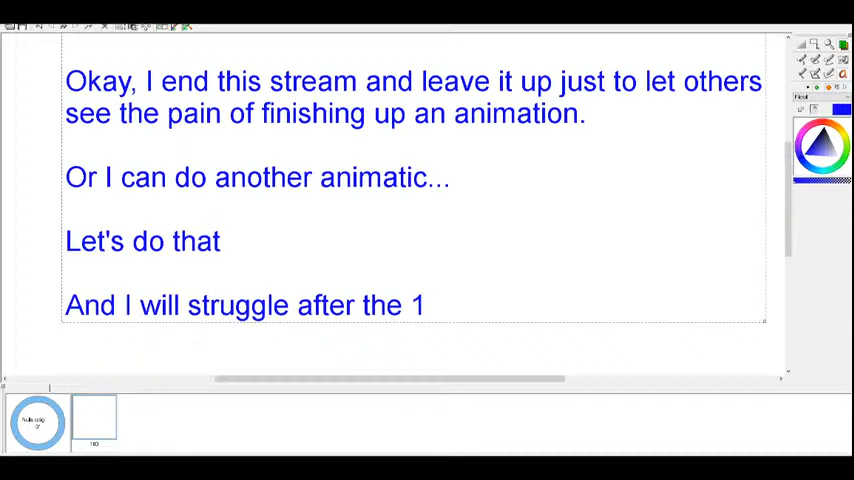 Okay, I end this stream and leave it up just to let others
see the pain of finishing up an animation.
Or I can do another animatic...
Let's do that
And I will struggle after the 1
100